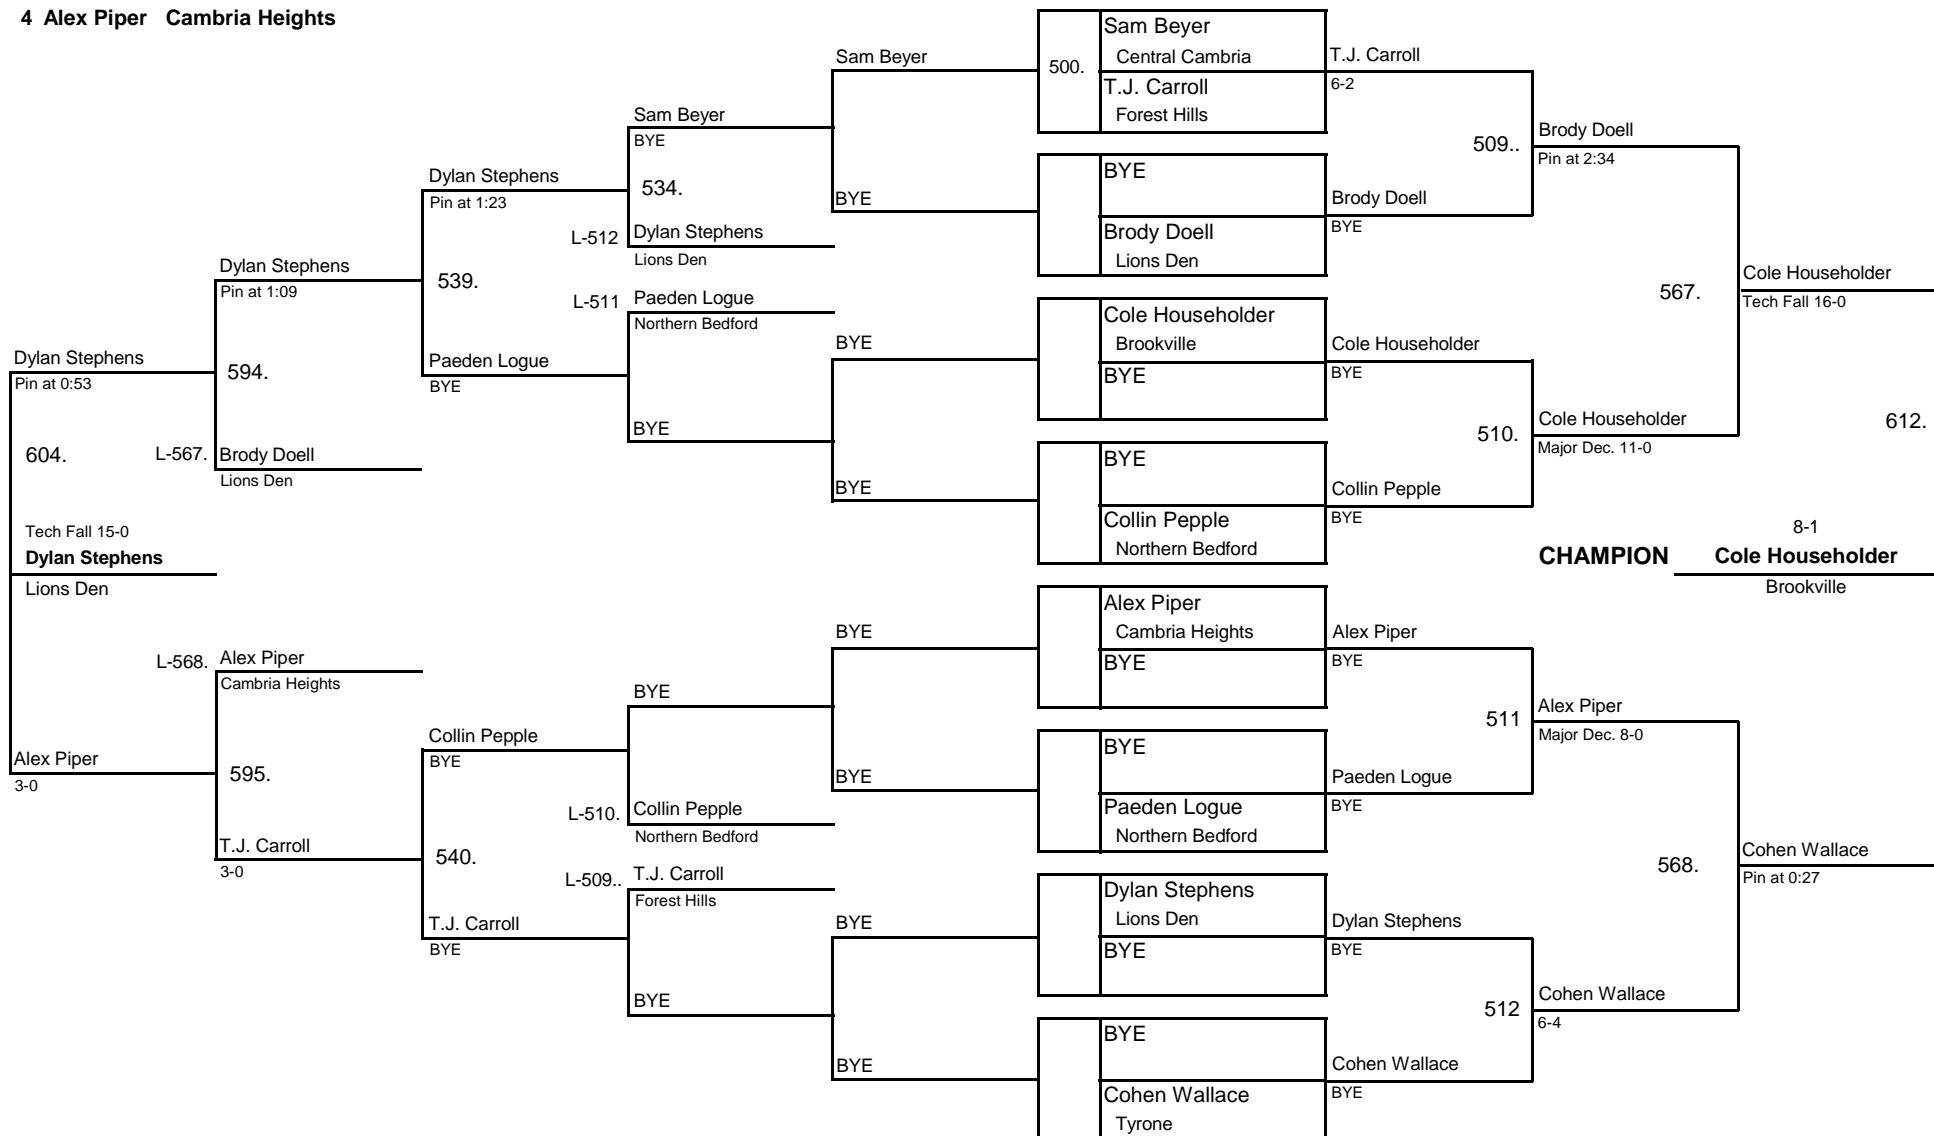 4 Alex Piper Cambria Heights
Sam Beyer
Central Cambria
500.
T.J. Carroll
Forest Hills
BYE
Brody Doell
Lions Den
Cole Householder
Brookville
BYE
BYE
Collin Pepple
Northern Bedford
Alex Piper
Cambria Heights
BYE
BYE
Paeden Logue
Northern Bedford
Dylan Stephens
Lions Den
BYE
BYE
Cohen Wallace
Tyrone
T.J. Carroll
6-2
509..
Brody Doell
BYE
Cole Householder
BYE
510.
Collin Pepple
BYE
Alex Piper
BYE
511
Paeden Logue
BYE
Dylan Stephens
BYE
512
Cohen Wallace
BYE
Brody Doell
Pin at 2:34
567.
Cole Householder
Major Dec. 11-0
Alex Piper
Major Dec. 8-0
568.
Cohen Wallace
6-4
Cole Householder
Tech Fall 16-0
612.
8-1
CHAMPION Cole Householder
Brookville
Cohen Wallace
Pin at 0:27
Sam Beyer
BYE
BYE
BYE
BYE
BYE
BYE
BYE
Sam Beyer
BYE
534.
L-512 Dylan Stephens
Lions Den
L-511 Paeden Logue
Northern Bedford
BYE
BYE
L-510. Collin Pepple
Northern Bedford
L-509.. T.J. Carroll
Forest Hills
BYE
Dylan Stephens
Pin at 1:23
539.
Paeden Logue
BYE
Collin Pepple
BYE
540.
T.J. Carroll
BYE
Dylan Stephens
Pin at 1:09
594.
L-567. Brody Doell
Lions Den
L-568. Alex Piper
Cambria Heights
595.
T.J. Carroll
3-0
Dylan Stephens
Pin at 0:53
604.
Tech Fall 15-0
Dylan Stephens
Lions Den
Alex Piper
3-0